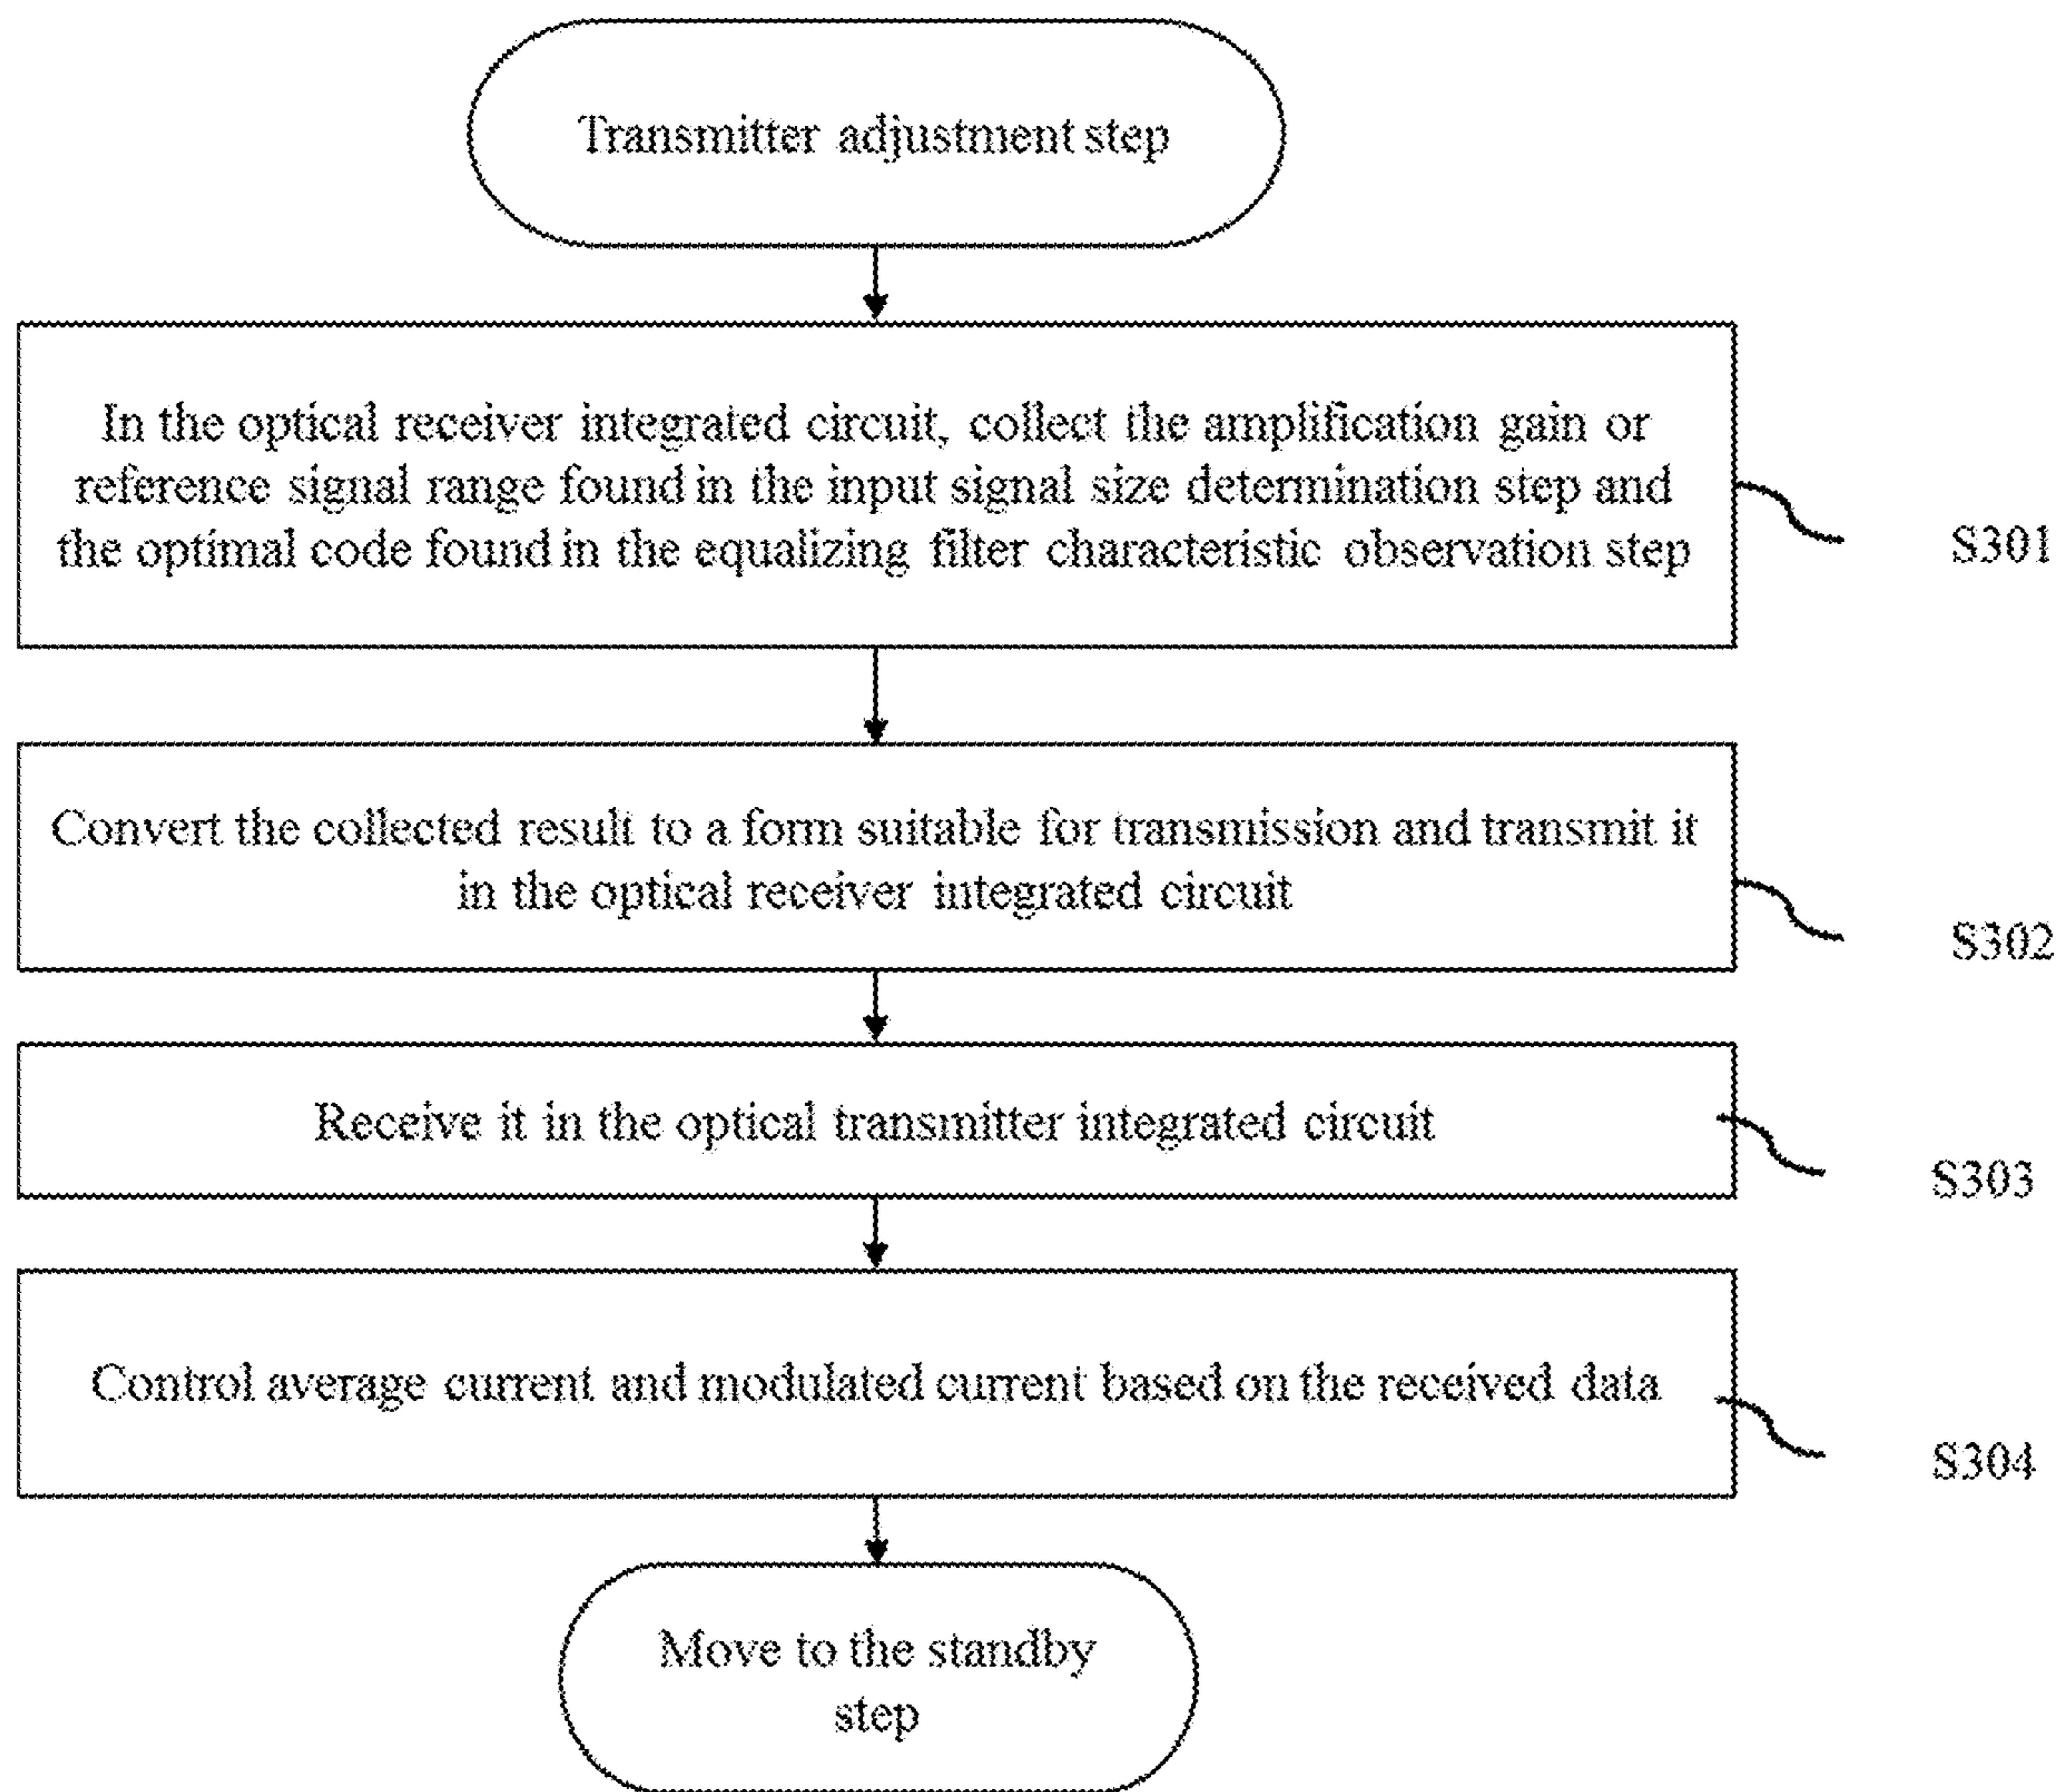 Transmitter adjustment step
In the optical receiver integrated circuit, collect the amplification gain or
reference signal range found in the input signal size determination step and
the optimal code found in the equalizing filter characteristic observation step
S301
Convert the collected result to a form suitable for transmission and transmit it
in the optical receiver integrated circuit
S302
Receive it in the optical transmitter integrated circuit
S303
Control average current and modulated current based on the received data
S304
Move to the standby
step